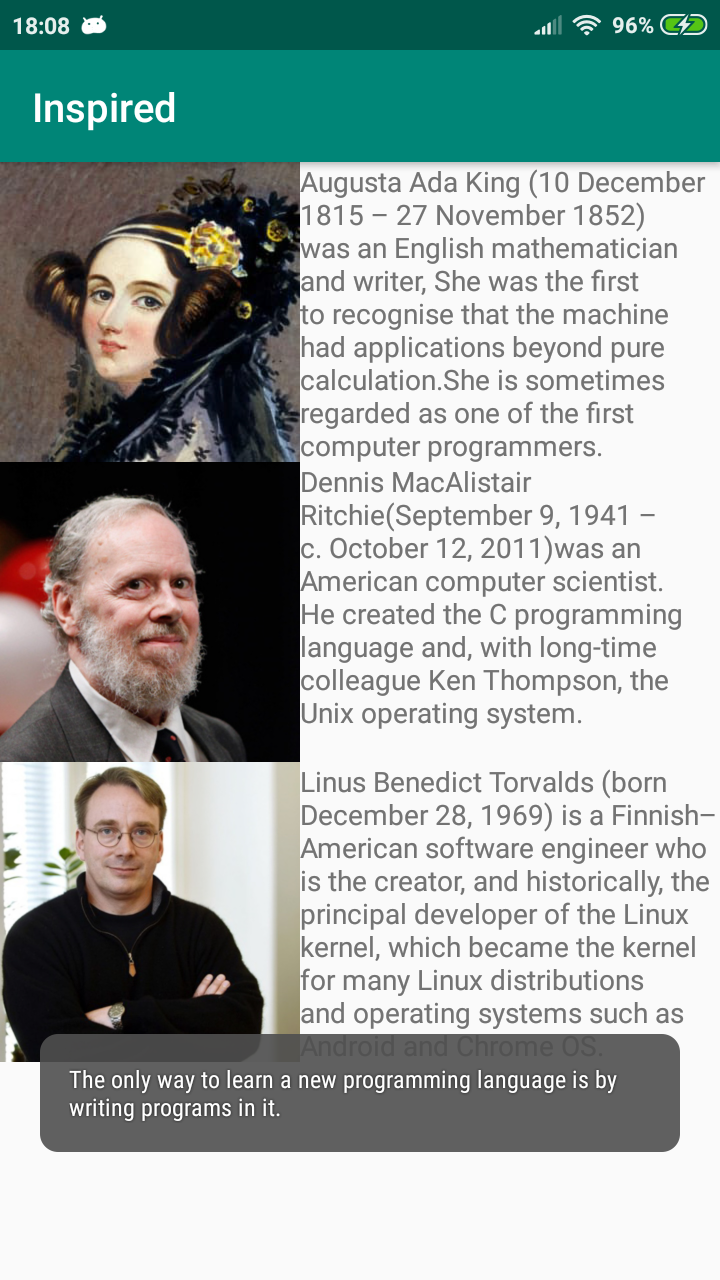 18:08
96%
Inspired
Augusta Ada King (10 December
1815 – 27 November 1852)
was an English mathematician
and writer, She was the first
to recognise that the machine
had applications beyond pure
calculation.She is sometimes
regarded as one of the first
computer programmers.
Dennis MacAlistair
Ritchie(September 9, 1941 –
c. October 12, 2011)was an
American computer scientist.
He created the C programming
language and, with long-time
colleague Ken Thompson, the
Unix operating system.
Linus Benedict Torvalds (born
December 28, 1969) is a Finnish–
American software engineer who
is the creator, and historically, the
principal developer of the Linux
kernel, which became the kernel
for many Linux distributions
and operating systems such as
Android and Chrome OS.
The only way to learn a new programming language is by
writing programs in it.